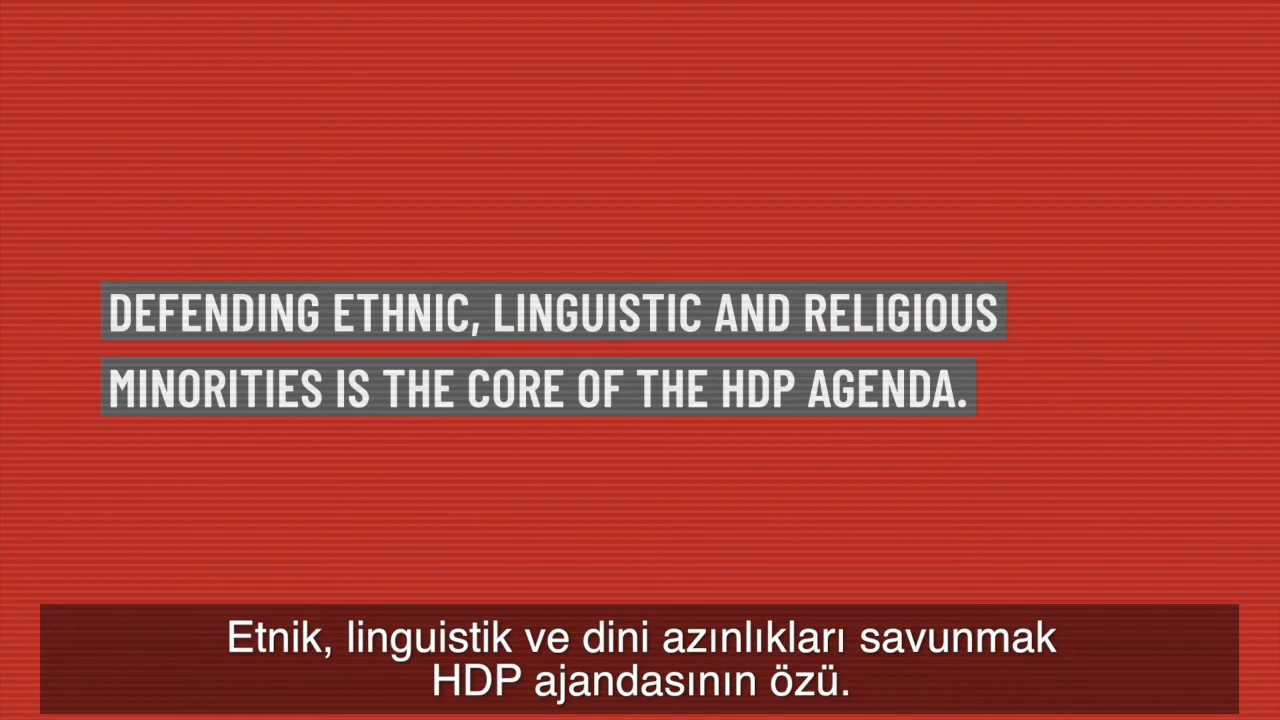 DEFENDING ETHNIC, LINGUISTIC AND RELIGIOUS
MINORITIES IS THE CORE OF THE HDP AGENDA.
Etnik, linguistik ve dini azınlıkları savunmak
HDP ajandasının özü.